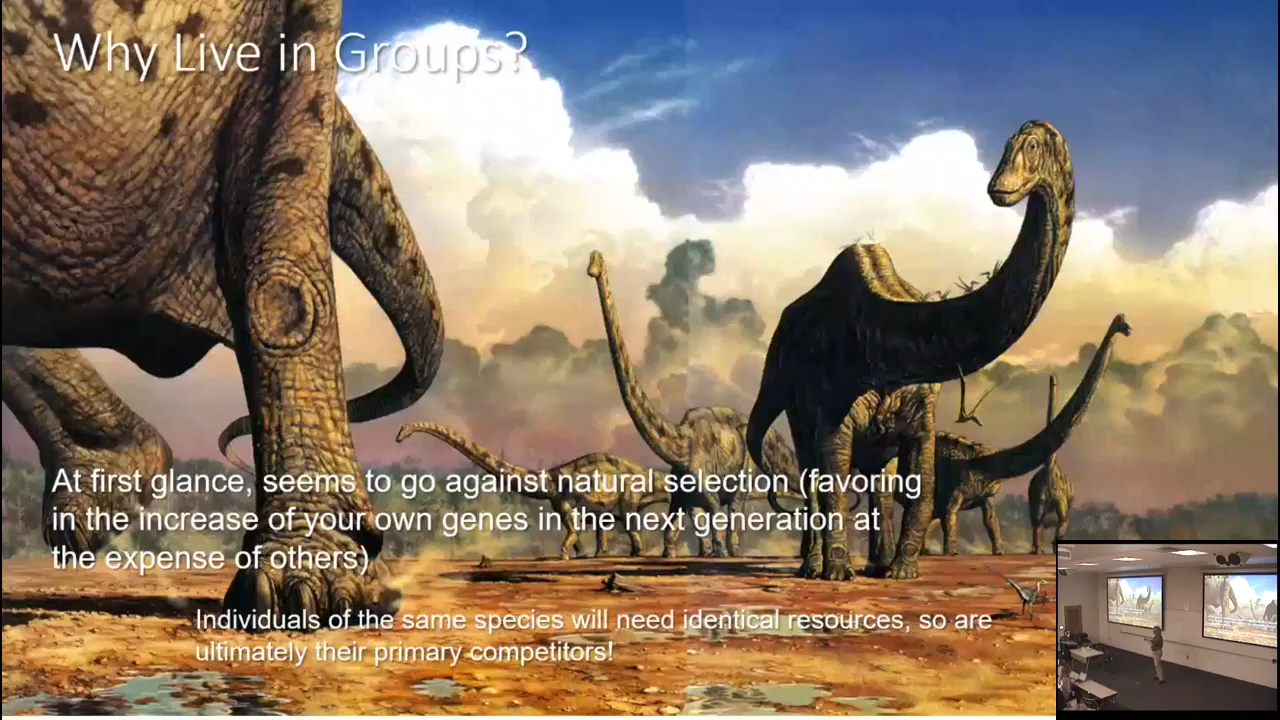 Why Live in Groups?
At first glance, seems to go against natural selection (favoring
in the increase of your own genes in the next generation at
the expense of others)
Individuals of the same species will need identical resources, so are
ultimately their primary competitors!